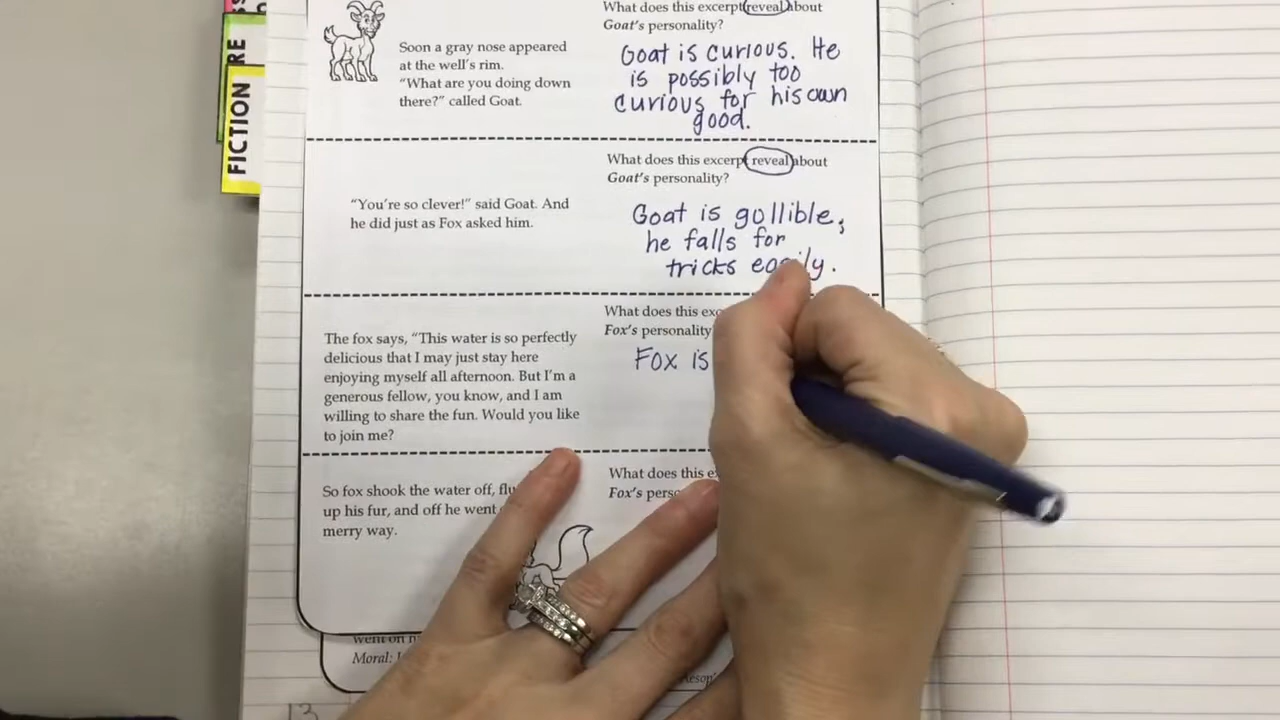 FICTION
RE
What does this excerpt reveal about
Goat's personality?
Soon a gray nose appeared
at the well's rim.
"What are you doing down
there?" called Goat.
Goat is curious. He
is possibly too
curious for his own
good.
What does this excerpt reveal about
Goat's personality?
"You're so clever!" said Goat. And
he did just as Fox asked him.
Goat is gullible;
he falls for
tricks easily.
What does this
Fox's personality
The fox says, "This water is so perfectly
delicious that I may just stay here
enjoying myself all afternoon. But I'm a
generous fellow, you know, and I am
willing to share the fun. Would you like
to join me?
Fox is
What does this
Fox's
So fox shook the water off,
up his fur, and off he went
merry way.
went on
Moral:
3